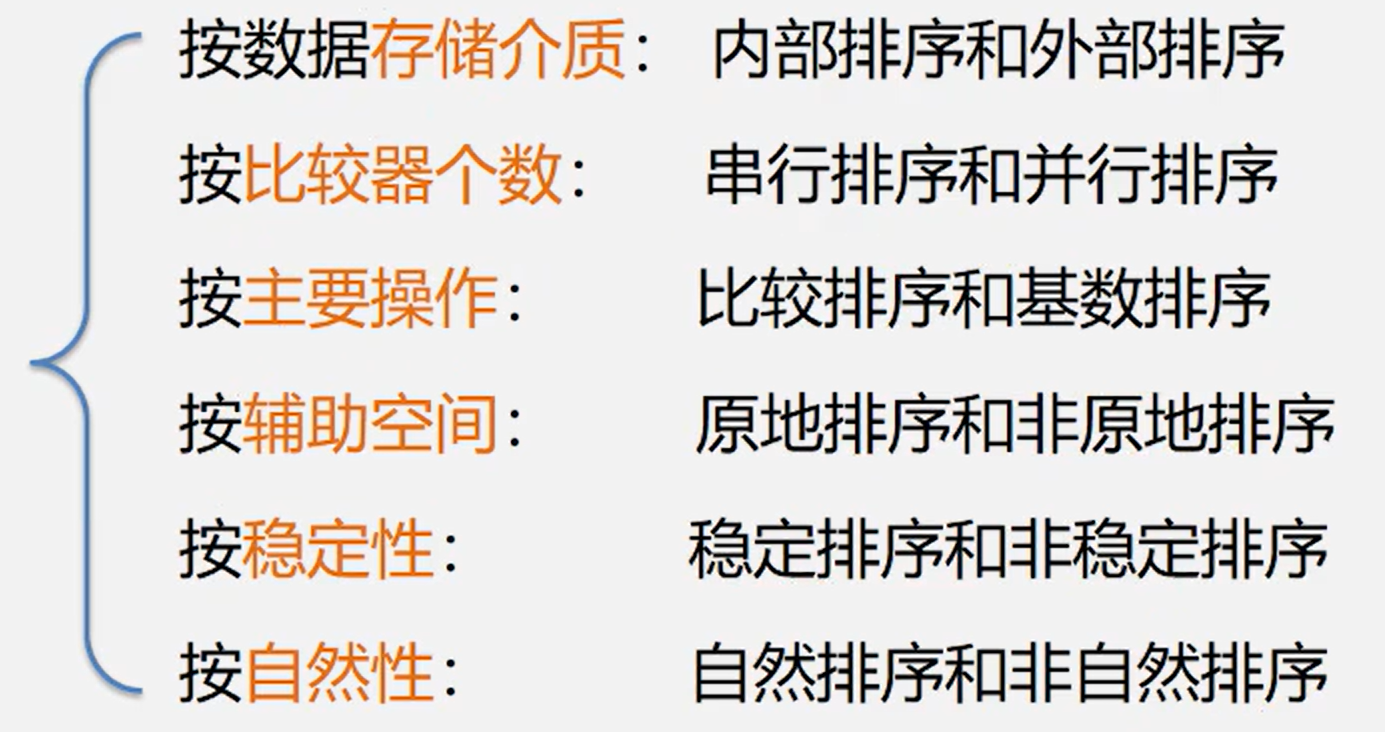 按数据存储介质： 内部排序和外部排序
按比较器个数： 串行排序和并行排序
按主要操作： 比较排序和基数排序
按辅助空间： 原地排序和非原地排序
按稳定性： 稳定排序和非稳定排序
按自然性： 自然排序和非自然排序